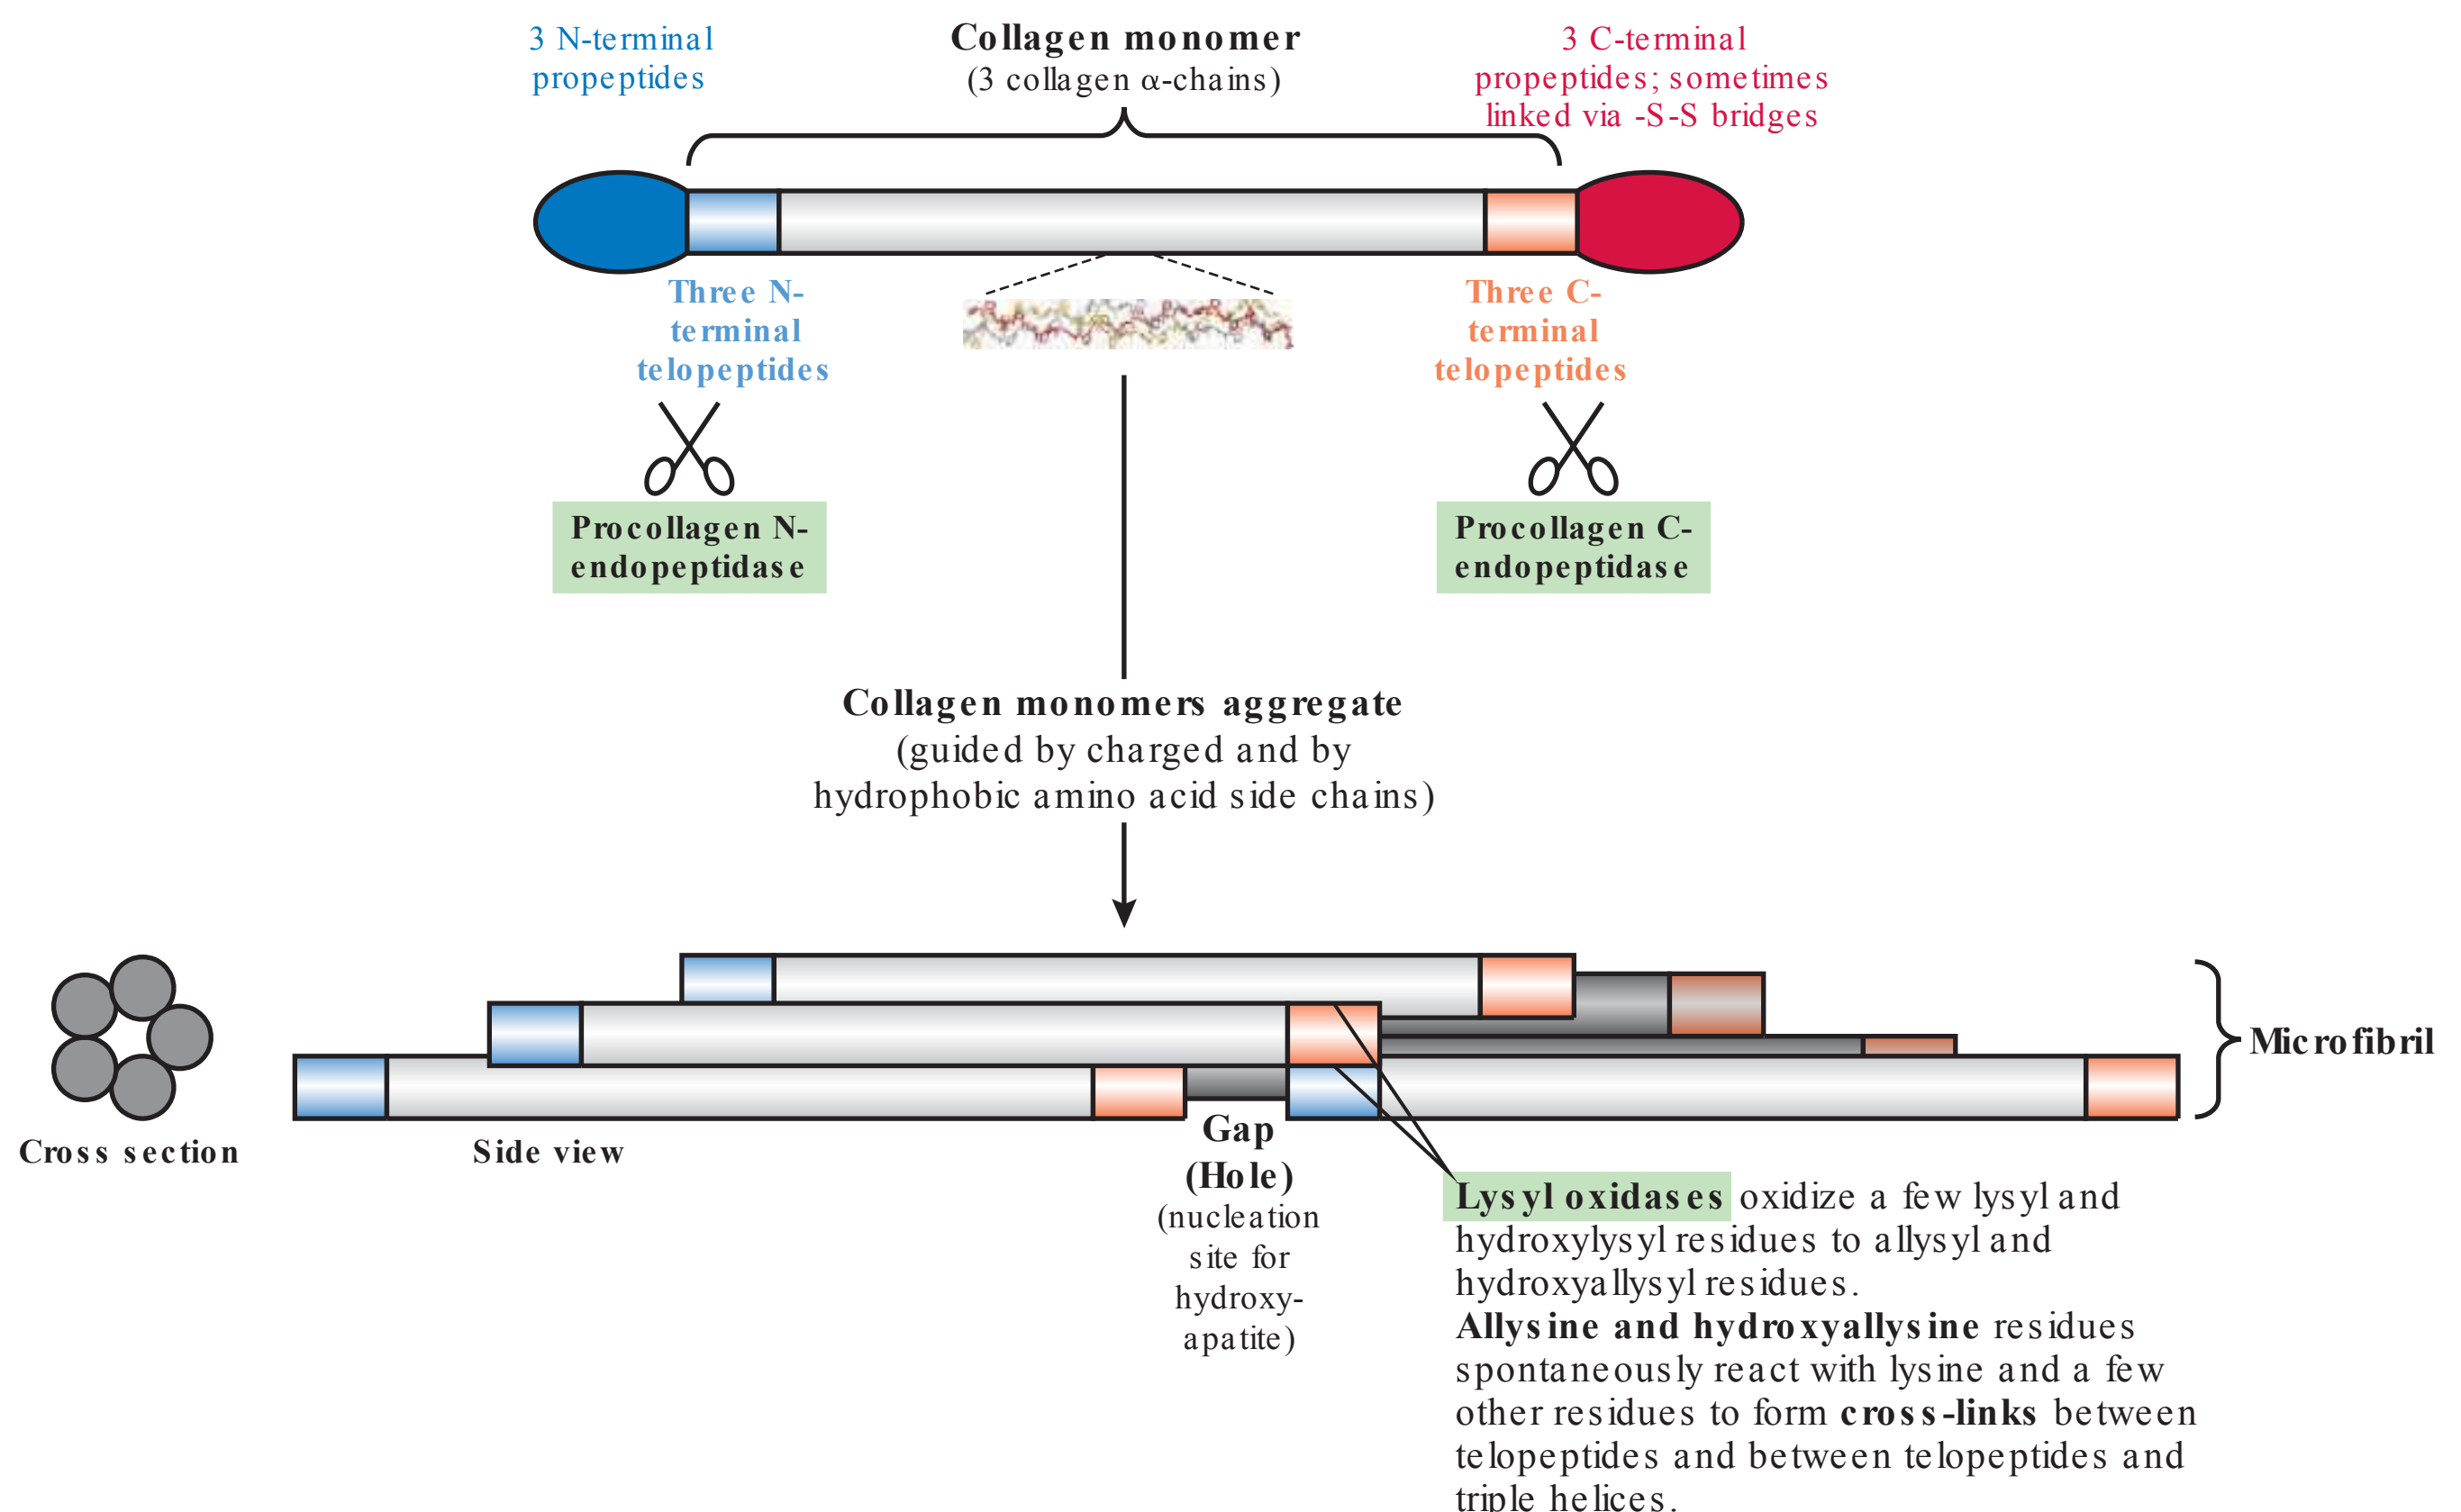 3 N-terminal
propeptides
Collagen monomer
(3 collagen α-chains)
3 C-terminal
propeptides; sometimes
linked via -S-S bridges
Three N-
terminal
telopeptides
Three C-
terminal
telopeptides
Procollagen N-
endopeptidase
Procollagen C-
endopeptidase
Collagen monomers aggregate
(guided by charged and by
hydrophobic amino acid side chains)
Microfibril
Cross section
Side view
Gap
(Hole)
(nucleation
site for
hydroxy-
apatite)
Lysyl oxidases oxidize a few lysyl and
hydroxylysyl residues to allysyl and
hydroxyallysyl residues.
Allysine and hydroxyallysine residues
spontaneously react with lysine and a few
other residues to form cross-links between
telopeptides and between telopeptides and
triple helices.